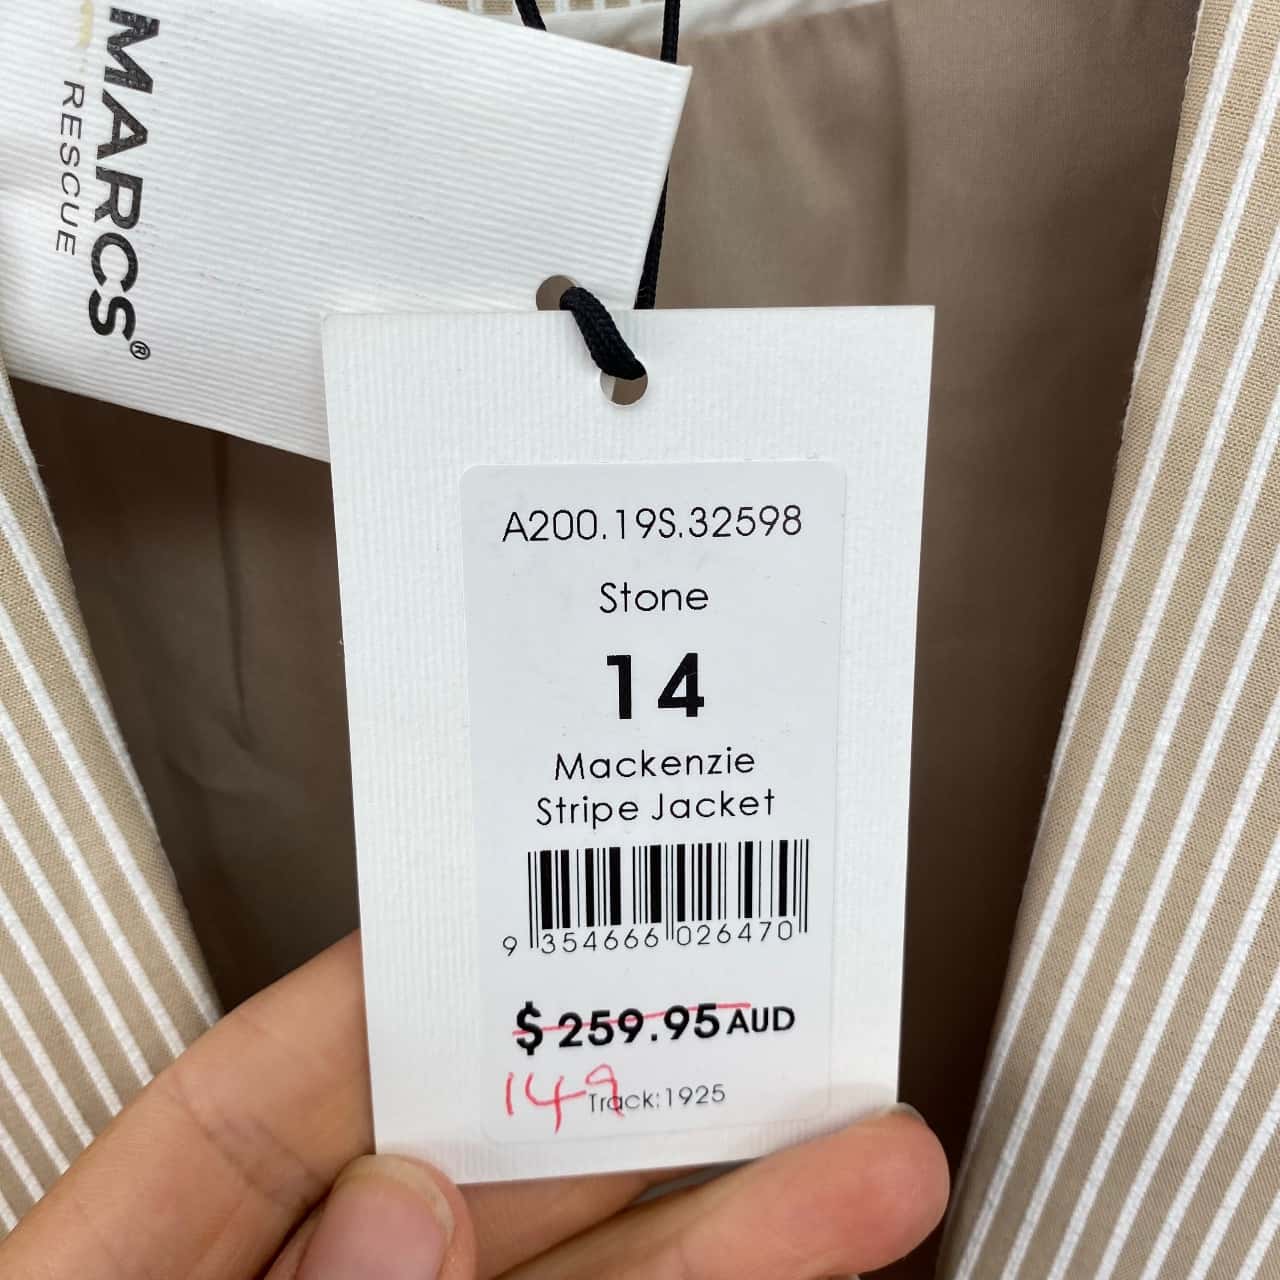 MARCS®
RESCUE
A200.19S.32598
Stone
14
Mackenzie
Stripe Jacket
9 354666 026470
$ 259.95 AUD
149
Track:1925